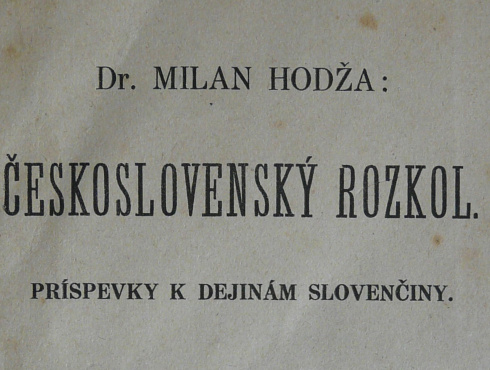 Dr. MILAN HODŽA:
ČESKOSLOVENSKÝ ROZKOL.
PRÍSPEVKY K DEJINÁM SLOVENČINY.